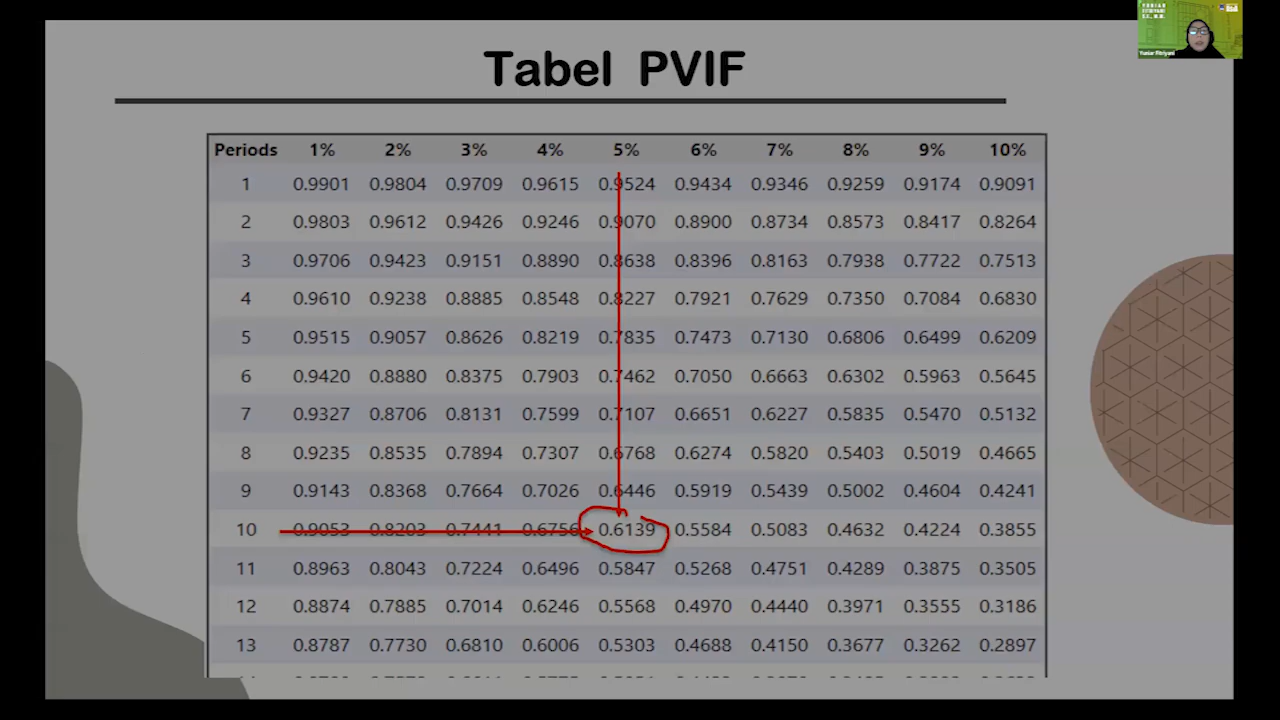 YUNIAR
FITRIYANI
S.E., M.M.
Yuniar Fitriyani
Tabel PVIF
Periods 1% 2% 3% 4% 5% 6% 7% 8% 9% 10%
1 0.9901 0.9804 0.9709 0.9615 0.9524 0.9434 0.9346 0.9259 0.9174 0.9091
2 0.9803 0.9612 0.9426 0.9246 0.9070 0.8900 0.8734 0.8573 0.8417 0.8264
3 0.9706 0.9423 0.9151 0.8890 0.8638 0.8396 0.8163 0.7938 0.7722 0.7513
4 0.9610 0.9238 0.8885 0.8548 0.8227 0.7921 0.7629 0.7350 0.7084 0.6830
5 0.9515 0.9057 0.8626 0.8219 0.7835 0.7473 0.7130 0.6806 0.6499 0.6209
6 0.9420 0.8880 0.8375 0.7903 0.7462 0.7050 0.6663 0.6302 0.5963 0.5645
7 0.9327 0.8706 0.8131 0.7599 0.7107 0.6651 0.6227 0.5835 0.5470 0.5132
8 0.9235 0.8535 0.7894 0.7307 0.6768 0.6274 0.5820 0.5403 0.5019 0.4665
9 0.9143 0.8368 0.7664 0.7026 0.6446 0.5919 0.5439 0.5002 0.4604 0.4241
10 0.9053 0.8203 0.7441 0.6756 0.6139 0.5584 0.5083 0.4632 0.4224 0.3855
11 0.8963 0.8043 0.7224 0.6496 0.5847 0.5268 0.4751 0.4289 0.3875 0.3505
12 0.8874 0.7885 0.7014 0.6246 0.5568 0.4970 0.4440 0.3971 0.3555 0.3186
13 0.8787 0.7730 0.6810 0.6006 0.5303 0.4688 0.4150 0.3677 0.3262 0.2897